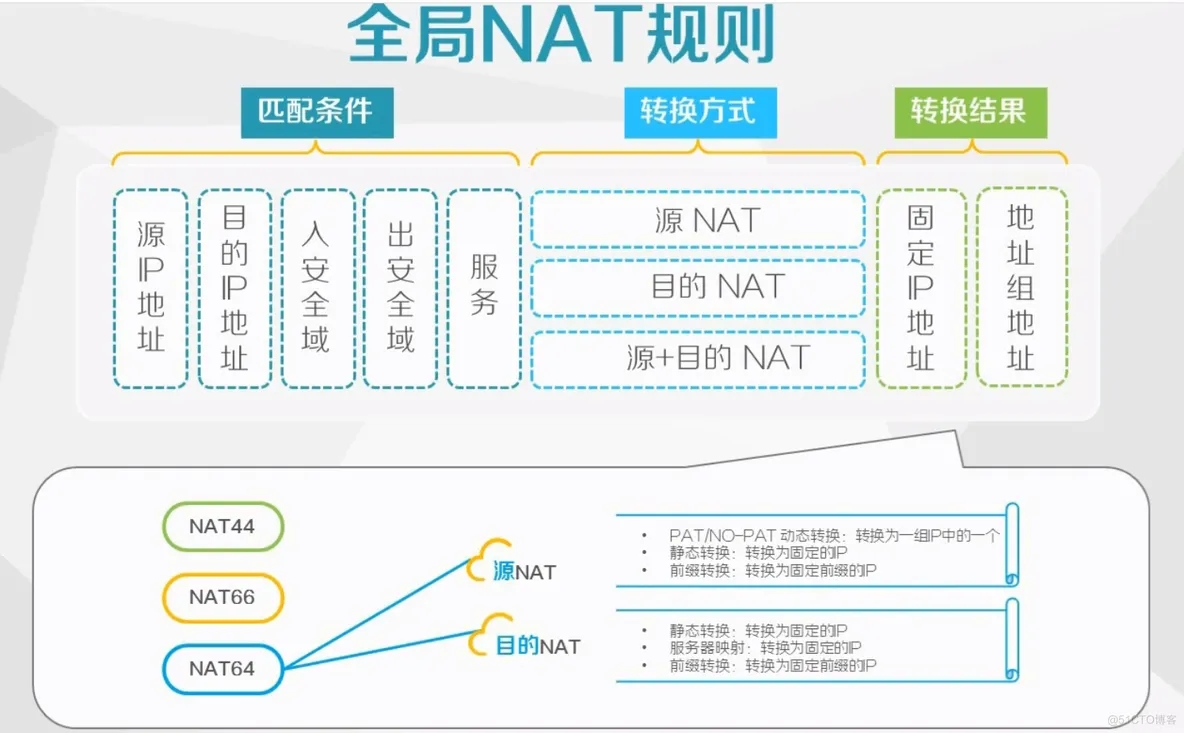 全局NAT规则
匹配条件
转换方式
转换结果
源IP地址
目的IP地址
入安全域
出安全域
服务
源 NAT
目的 NAT
源+目的 NAT
固定IP地址
地址组地址
NAT44
NAT66
NAT64
源NAT
目的NAT
• PAT/NO-PAT 动态转换：转换为一组IP中的一个
• 静态转换：转换为固定的IP
• 前缀转换：转换为固定前缀的IP
• 静态转换：转换为固定的IP
• 服务器映射：转换为固定的IP
• 前缀转换：转换为固定前缀的IP
@51CTO博客